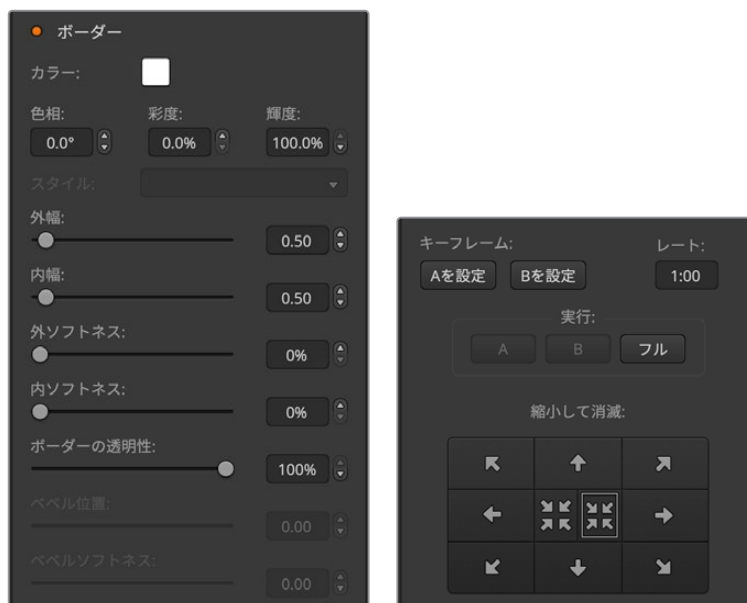 ボーダー
カラー:
色相: 彩度: 輝度:
0.0° 0.0% 100.0%
スタイル:
外幅:
0.50
内幅:
0.50
外ソフトネス:
0%
内ソフトネス:
0%
ボーダーの透明性:
100%
ベベル位置:
0.00
ベベルソフトネス:
0.00
キーフレーム: レート:
Aを設定 Bを設定 1:00
実行:
A B フル
縮小して消滅: